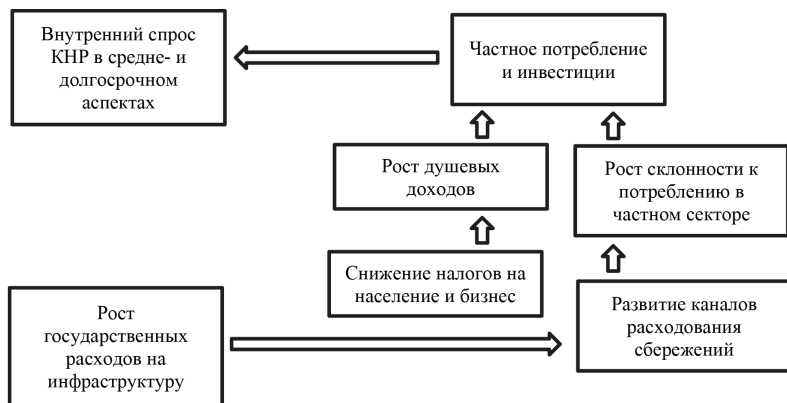 Внутренний спрос
КНР в средне- и
долгосрочном
аспектах
Частное потребление
и инвестиции
Рост душевых
доходов
Рост склонности к
потреблению в
частном секторе
Снижение налогов на
население и бизнес
Рост
государственных
расходов на
инфраструктуру
Развитие каналов
расходования
сбережений